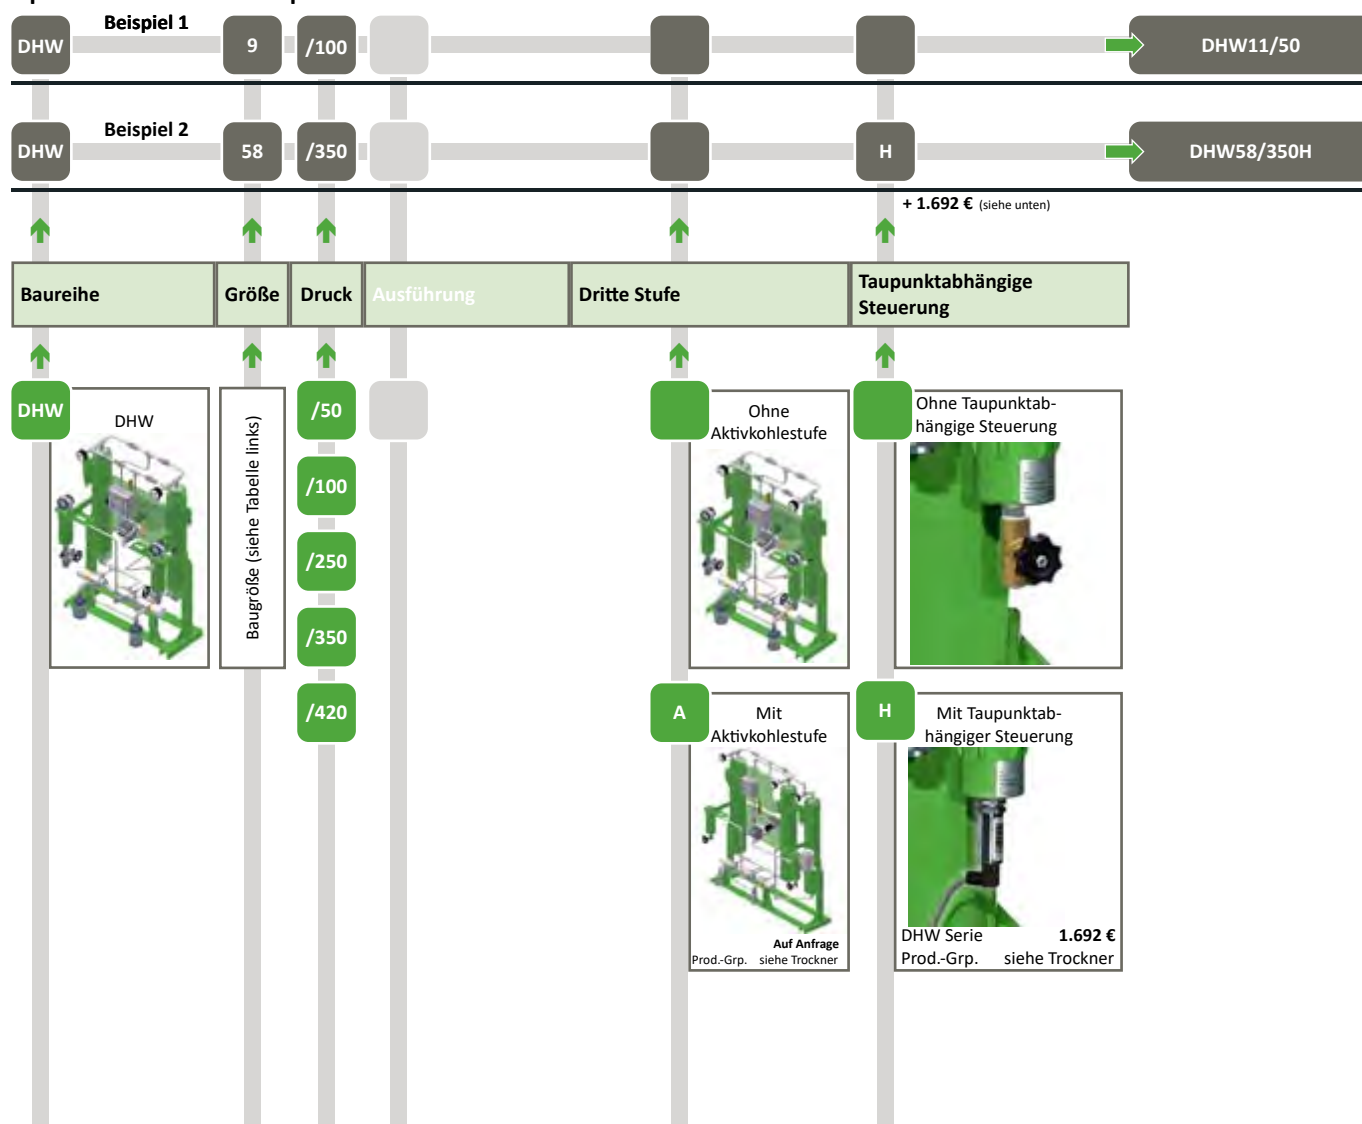 Beispiel 1
DHW
9
/100
DHW11/50
Beispiel 2
DHW
58
/350
H
DHW58/350H
+ 1.692 € (siehe unten)
Baureihe
Größe
Druck
Ausführung
Dritte Stufe
Taupunktabhängige
Steuerung
DHW
DHW
Baugröße (siehe Tabelle links)
/50
/100
/250
/350
/420
Ohne
Aktivkohlestufe
A
Mit
Aktivkohlestufe
Auf Anfrage
Prod.-Grp. siehe Trockner
Ohne Taupunktab-
hängige Steuerung
H
Mit Taupunktab-
hängiger Steuerung
DHW Serie 1.692 €
Prod.-Grp. siehe Trockner